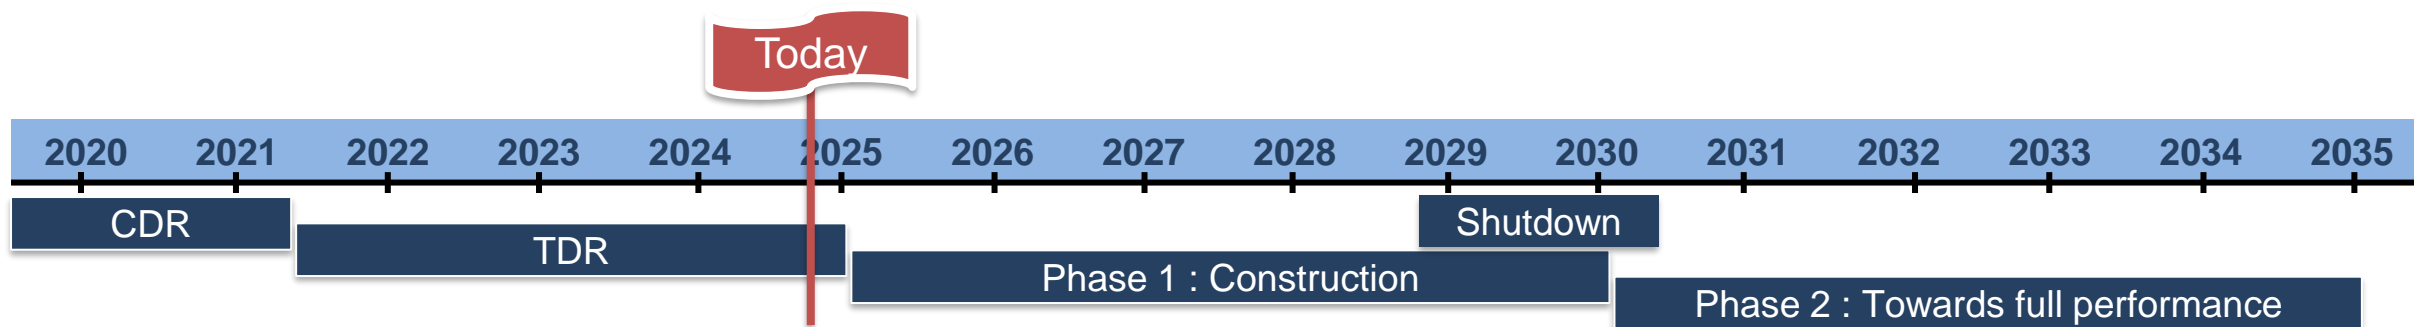 Today
2020 2021 2022 2023 2024 2025 2026 2027 2028 2029 2030 2031 2032 2033 2034 2035
CDR
Shutdown
TDR
Phase 1 : Construction
Phase 2 : Towards full performance